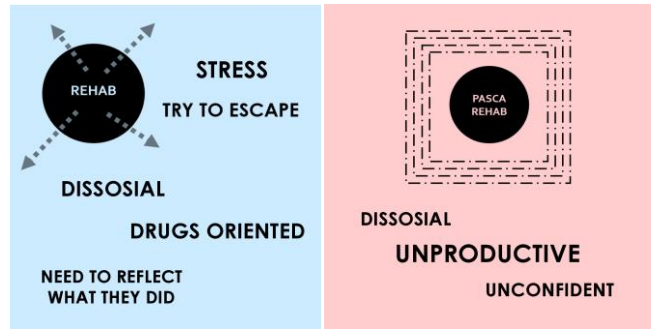 REHAB
STRESS
TRY TO ESCAPE
DISSOSIAL
DRUGS ORIENTED
NEED TO REFLECT
WHAT THEY DID
PASCA
REHAB
DISSOSIAL
UNPRODUCTIVE
UNCONFIDENT